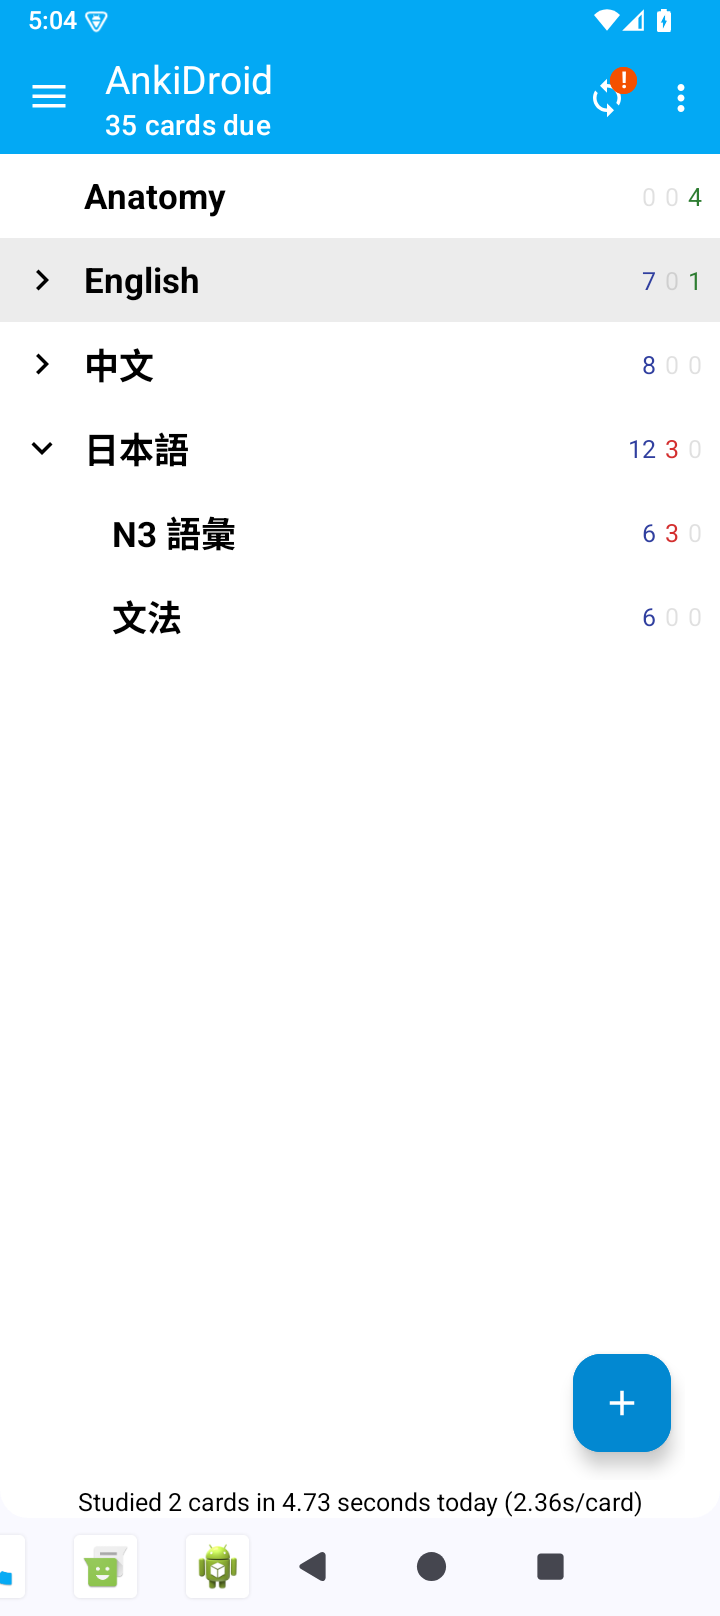 5:04
AnkiDroid
35 cards due
Anatomy 0 0 4
English 7 0 1
中文 8 0 0
日本語 12 3 0
N3 語彙 6 3 0
文法 6 0 0
Studied 2 cards in 4.73 seconds today (2.36s/card)